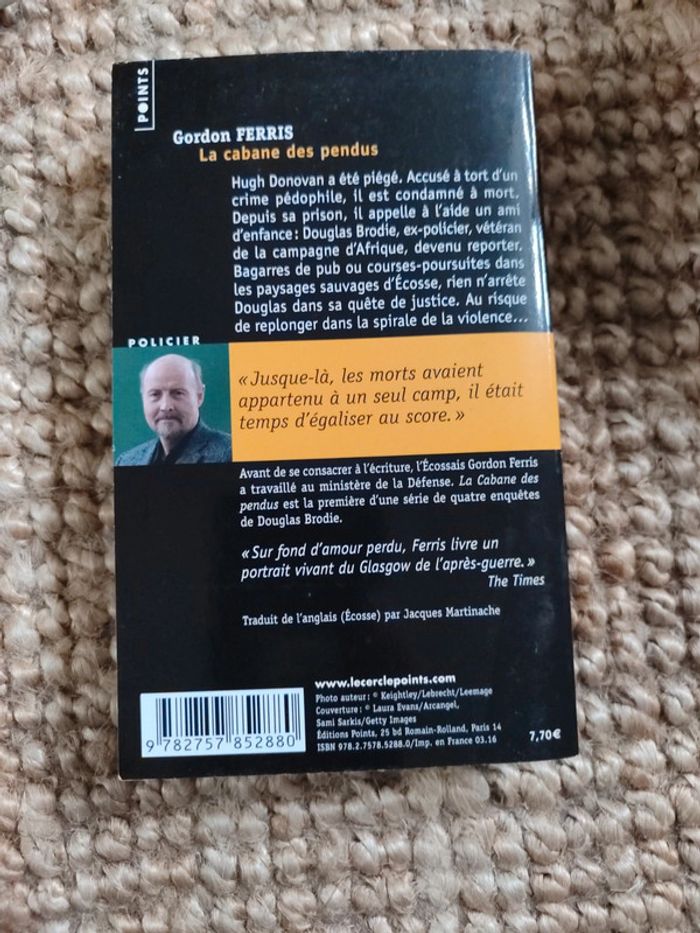 POINTS
Gordon FERRIS
La cabane des pendus
Hugh Donovan a été piégé. Accusé à tort d'un
crime pédophile, il est condamné à mort.
Depuis sa prison, il appelle à l'aide un ami
d'enfance : Douglas Brodie, ex-policier, vétéran
de la campagne d'Afrique, devenu reporter.
Bagarres de pub ou courses-poursuites dans
les paysages sauvages d'Écosse, rien n'arrête
Douglas dans sa quête de justice. Au risque
de replonger dans la spirale de la violence...
POLICIER
« Jusque-là, les morts avaient
appartenu à un seul camp, il était
temps d'égaliser au score. »
Avant de se consacrer à l'écriture, l'Écossais Gordon Ferris
a travaillé au ministère de la Défense. La Cabane des
pendus est la première d'une série de quatre enquêtes
de Douglas Brodie.
« Sur fond d'amour perdu, Ferris livre un
portrait vivant du Glasgow de l'après-guerre. »
The Times
Traduit de l'anglais (Écosse) par Jacques Martinache
www.lecerclepoints.com
Photo auteur : © Keightley/Lebrecht/Leemage
Couverture : © Laura Evans/Arcangel,
Sami Sarkis/Getty Images
Éditions Points, 25 bd Romain-Rolland, Paris 14
ISBN 978.2.7578.5288.0/Imp. en France 03.16
7,70€
9 782757 852880